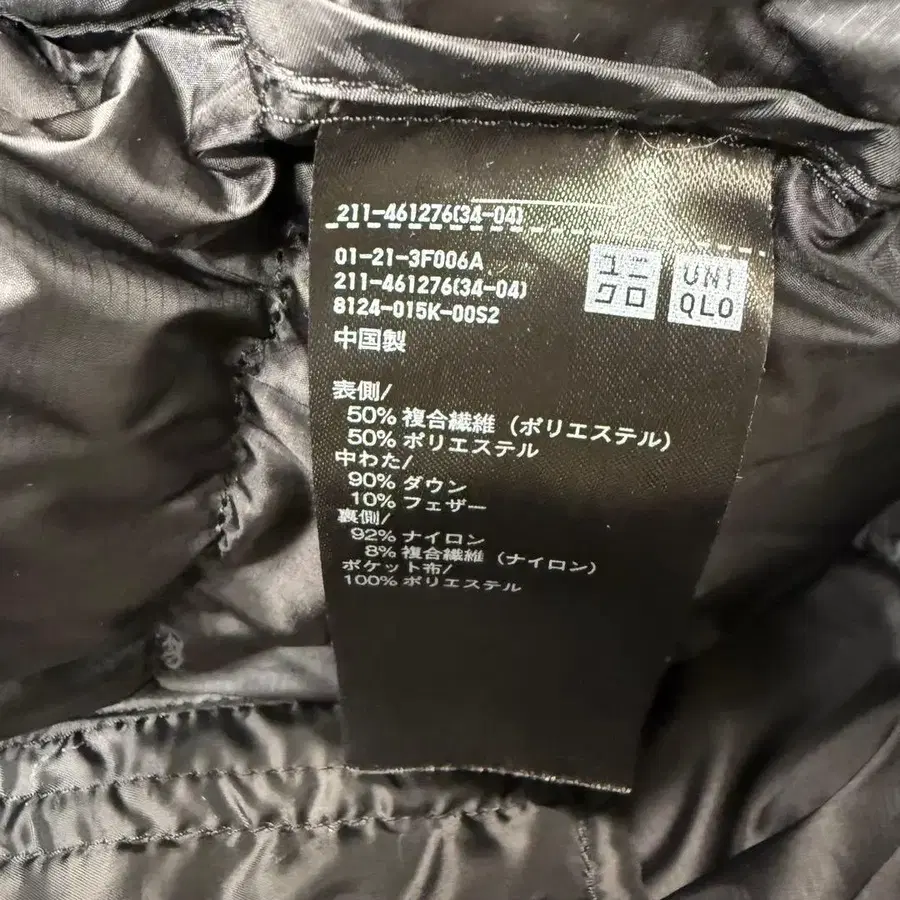 211-461276(34-04)
01-21-3F006A
211-461276(34-04)
8124-015K-00S2
中国製
ユニ
クロ
UNI
QLO
表側/
50% 複合繊維 (ポリエステル)
50% ポリエステル
中わた/
90% ダウン
10% フェザー
裏側/
92% ナイロン
8% 複合繊維 (ナイロン)
ポケット布/
100% ポリエステル